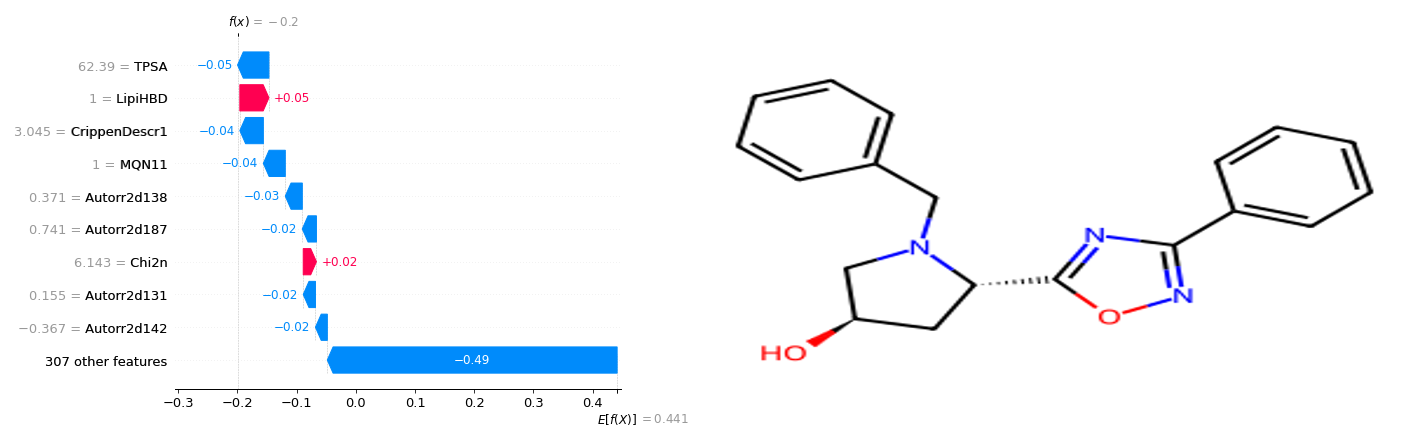 f(x) = −0.2
62.39 = TPSA
−0.05
1 = LipiHBD
+0.05
3.045 = CrippenDescr1
−0.04
1 = MQN11
−0.04
0.371 = Autorr2d138
−0.03
0.741 = Autorr2d187
−0.02
6.143 = Chi2n
+0.02
0.155 = Autorr2d131
−0.02
−0.367 = Autorr2d142
−0.02
307 other features
−0.49
−0.3 −0.2 −0.1 0.0 0.1 0.2 0.3 0.4
E[f(X)] = 0.441
N
N
N
O
HO